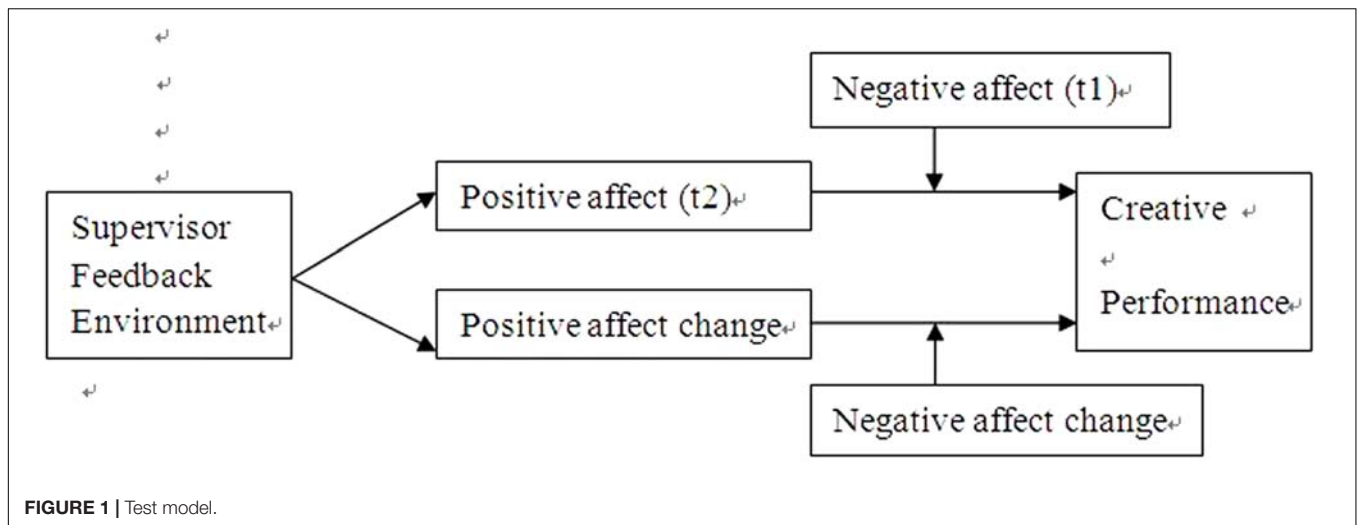 Negative affect (t1)
Positive affect (t2)
Supervisor
Feedback
Environment
Creative
Performance
Positive affect change
Negative affect change
FIGURE 1 | Test model.